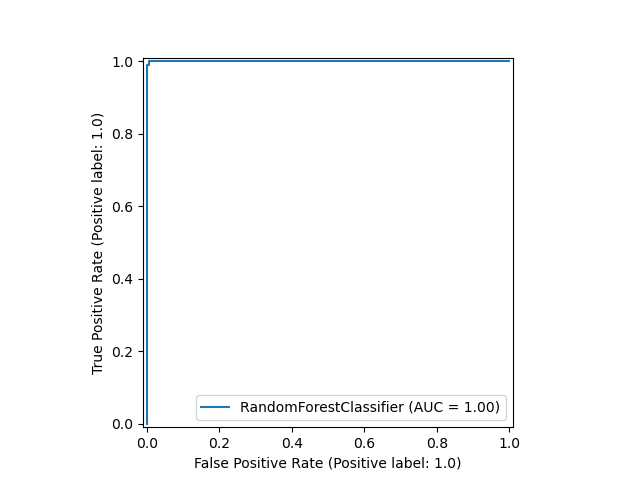 True Positive Rate (Positive label: 1.0)
1.0
0.8
0.6
0.4
0.2
0.0
RandomForestClassifier (AUC = 1.00)
0.0 0.2 0.4 0.6 0.8 1.0
False Positive Rate (Positive label: 1.0)